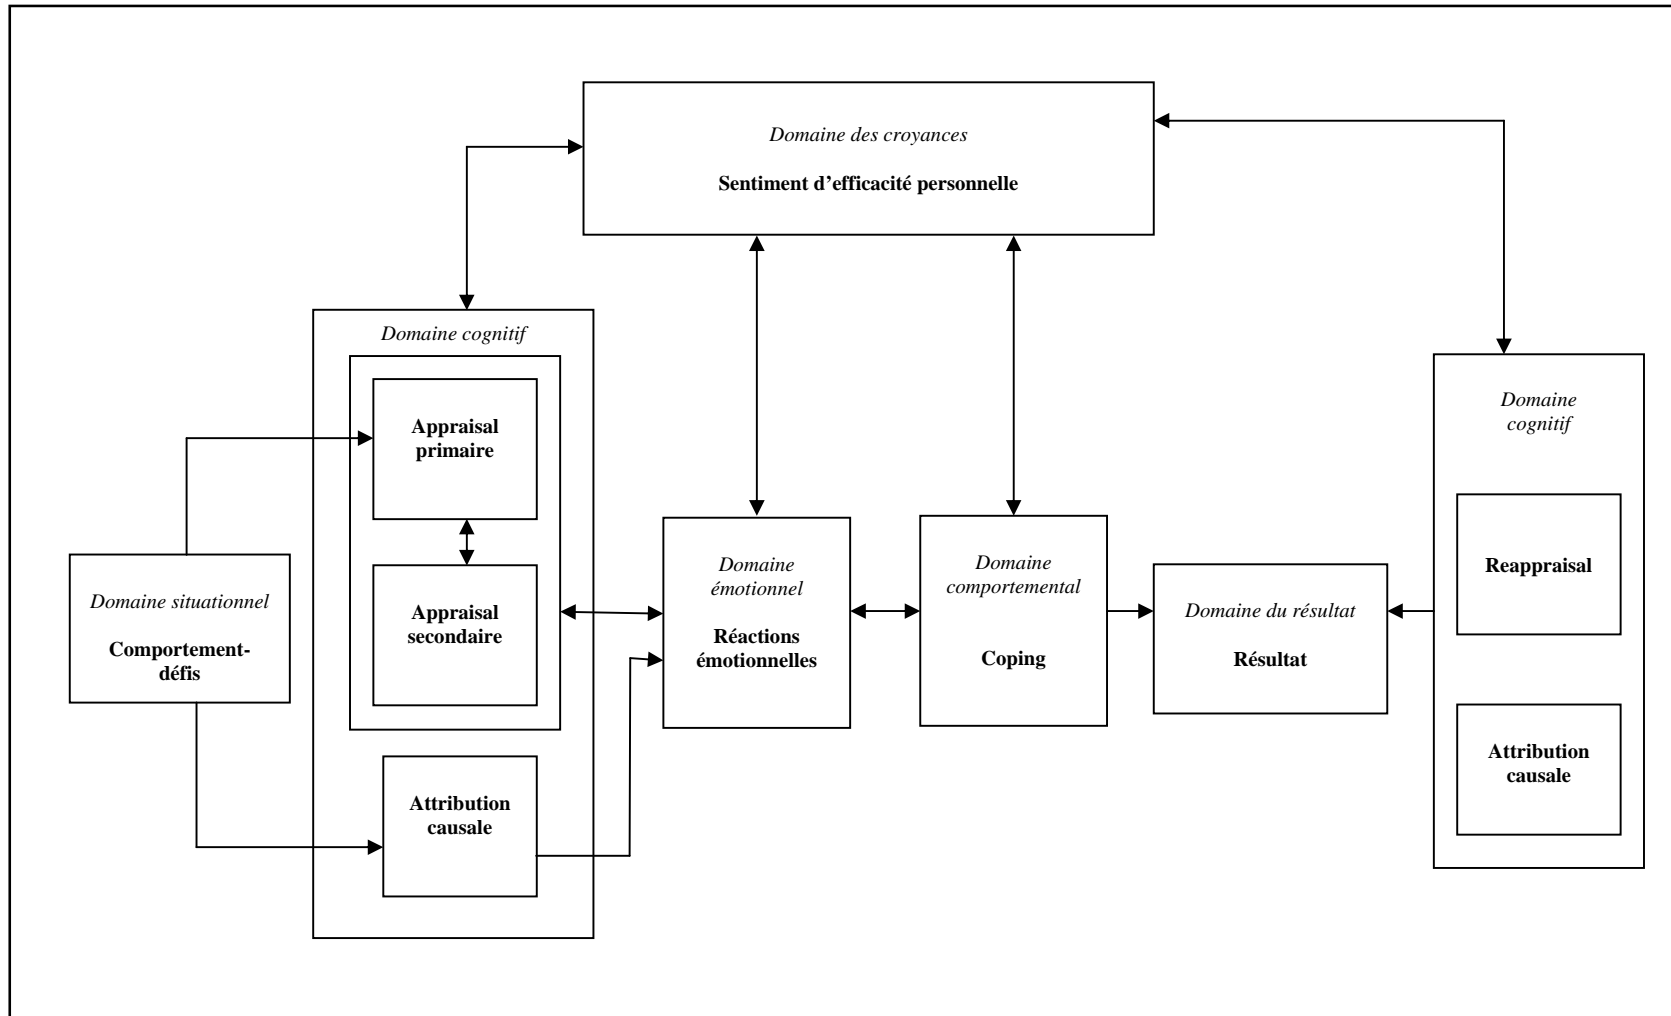 Domaine des croyances
Sentiment d'efficacité personnelle
Domaine cognitif
Appraisal
primaire
Appraisal
secondaire
Attribution
causale
Domaine situationnel
Comportement-
défis
Domaine
émotionnel
Réactions
émotionnelles
Domaine
comportemental
Coping
Domaine du résultat
Résultat
Domaine
cognitif
Reappraisal
Attribution
causale